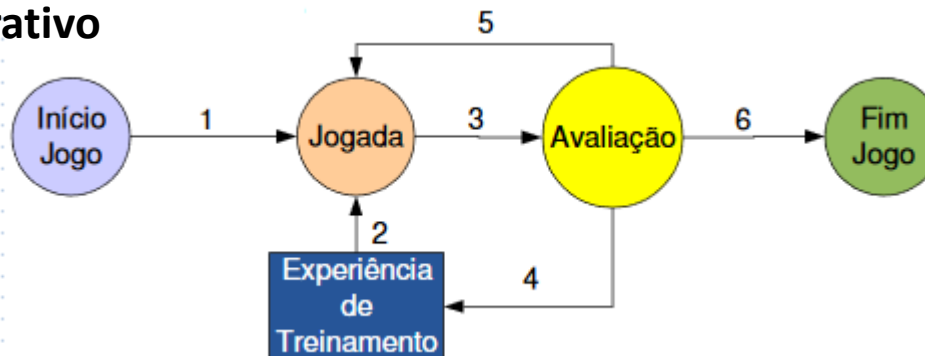 rativo
5
Início
Jogo
1
Jogada
3
Avaliação
6
Fim
Jogo
2
Experiência
de
Treinamento
4